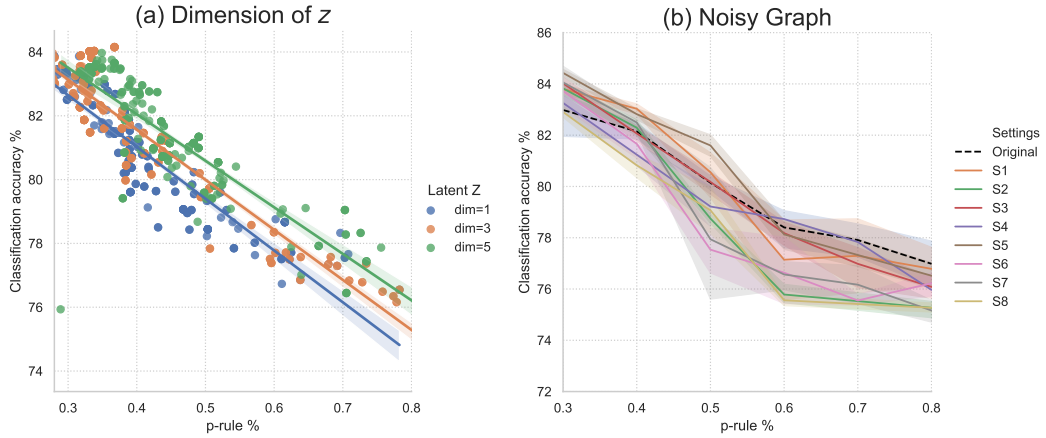 (a) Dimension of z
84
82
80
78
76
74
0.3 0.4 0.5 0.6 0.7 0.8
p-rule %
Classification accuracy %
Latent Z
dim=1
dim=3
dim=5
(b) Noisy Graph
86
84
82
80
78
76
74
72
0.3 0.4 0.5 0.6 0.7 0.8
p-rule %
Classification accuracy %
Settings
Original
S1
S2
S3
S4
S5
S6
S7
S8